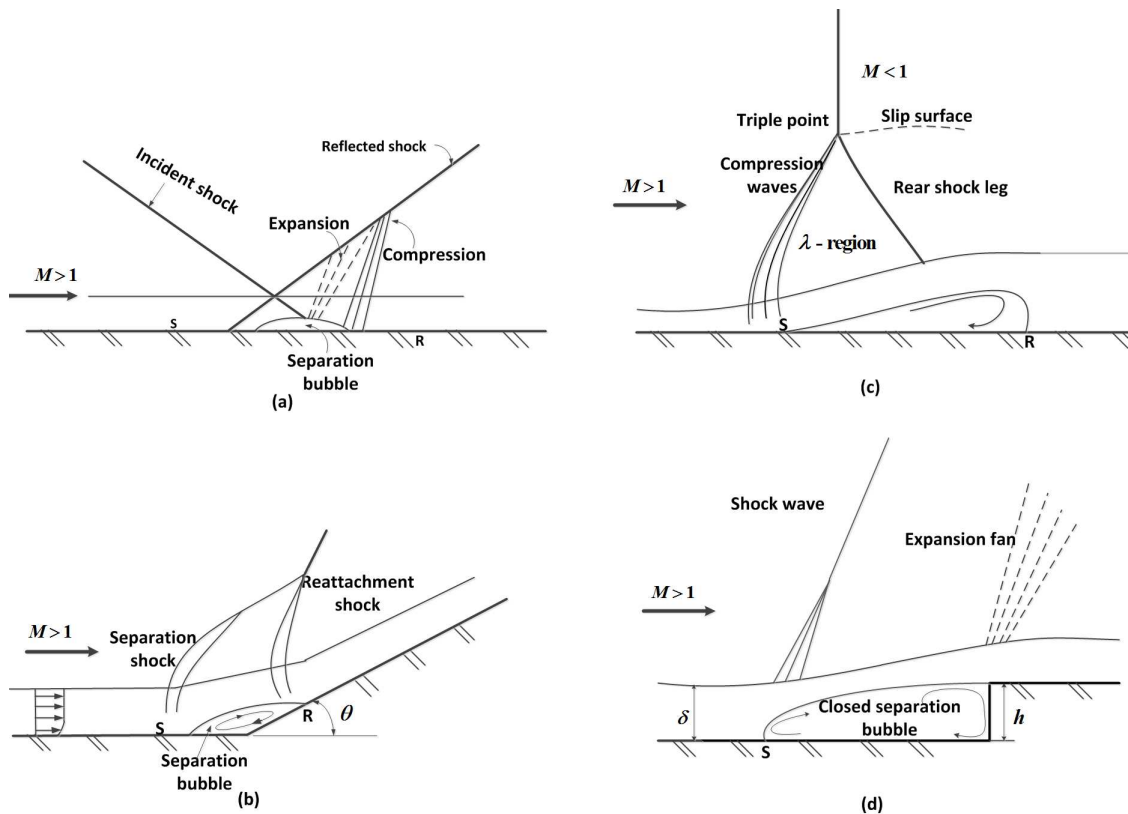 Reflected shock
Incident shock
Expansion
Compression
M>1
S
R
Separation
bubble
(a)
M<1
Triple point
Slip surface
Compression
waves
M>1
Rear shock leg
λ - region
S
R
(c)
Reattachment
shock
M>1
Separation
shock
S
R
θ
Separation
bubble
(b)
Shock wave
Expansion fan
M>1
δ
Closed separation
bubble
h
S
(d)